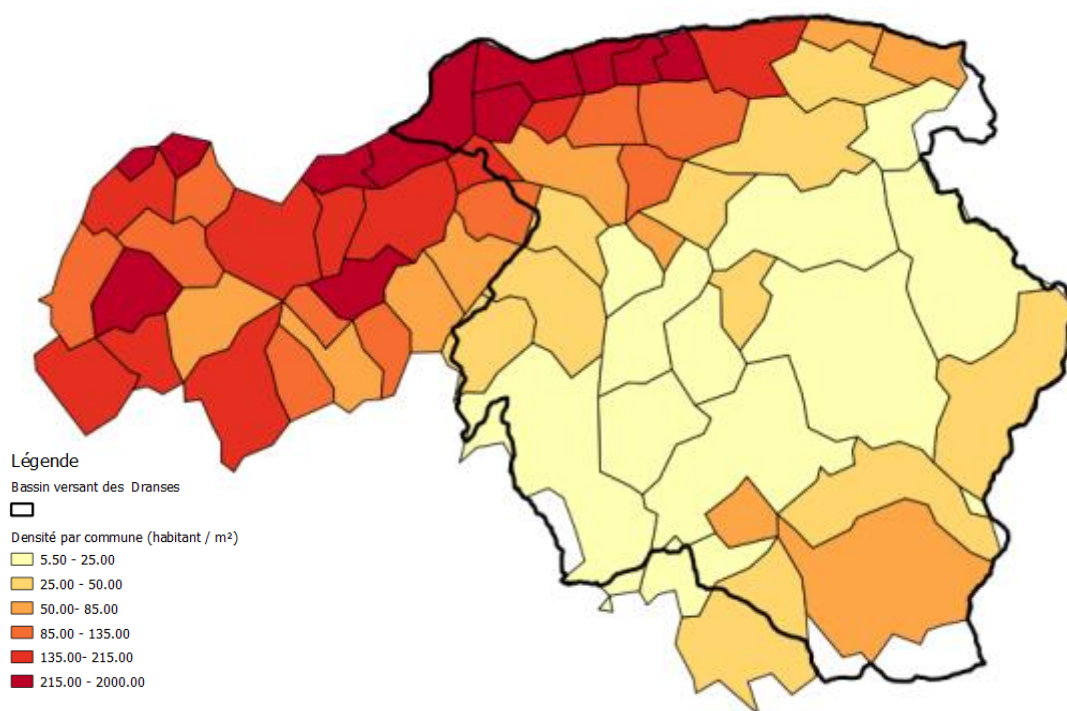 Légende
Bassin versant des Dranses
Densité par commune (habitant / m²)
5.50 - 25.00
25.00 - 50.00
50.00- 85.00
85.00 - 135.00
135.00- 215.00
215.00 - 2000.00